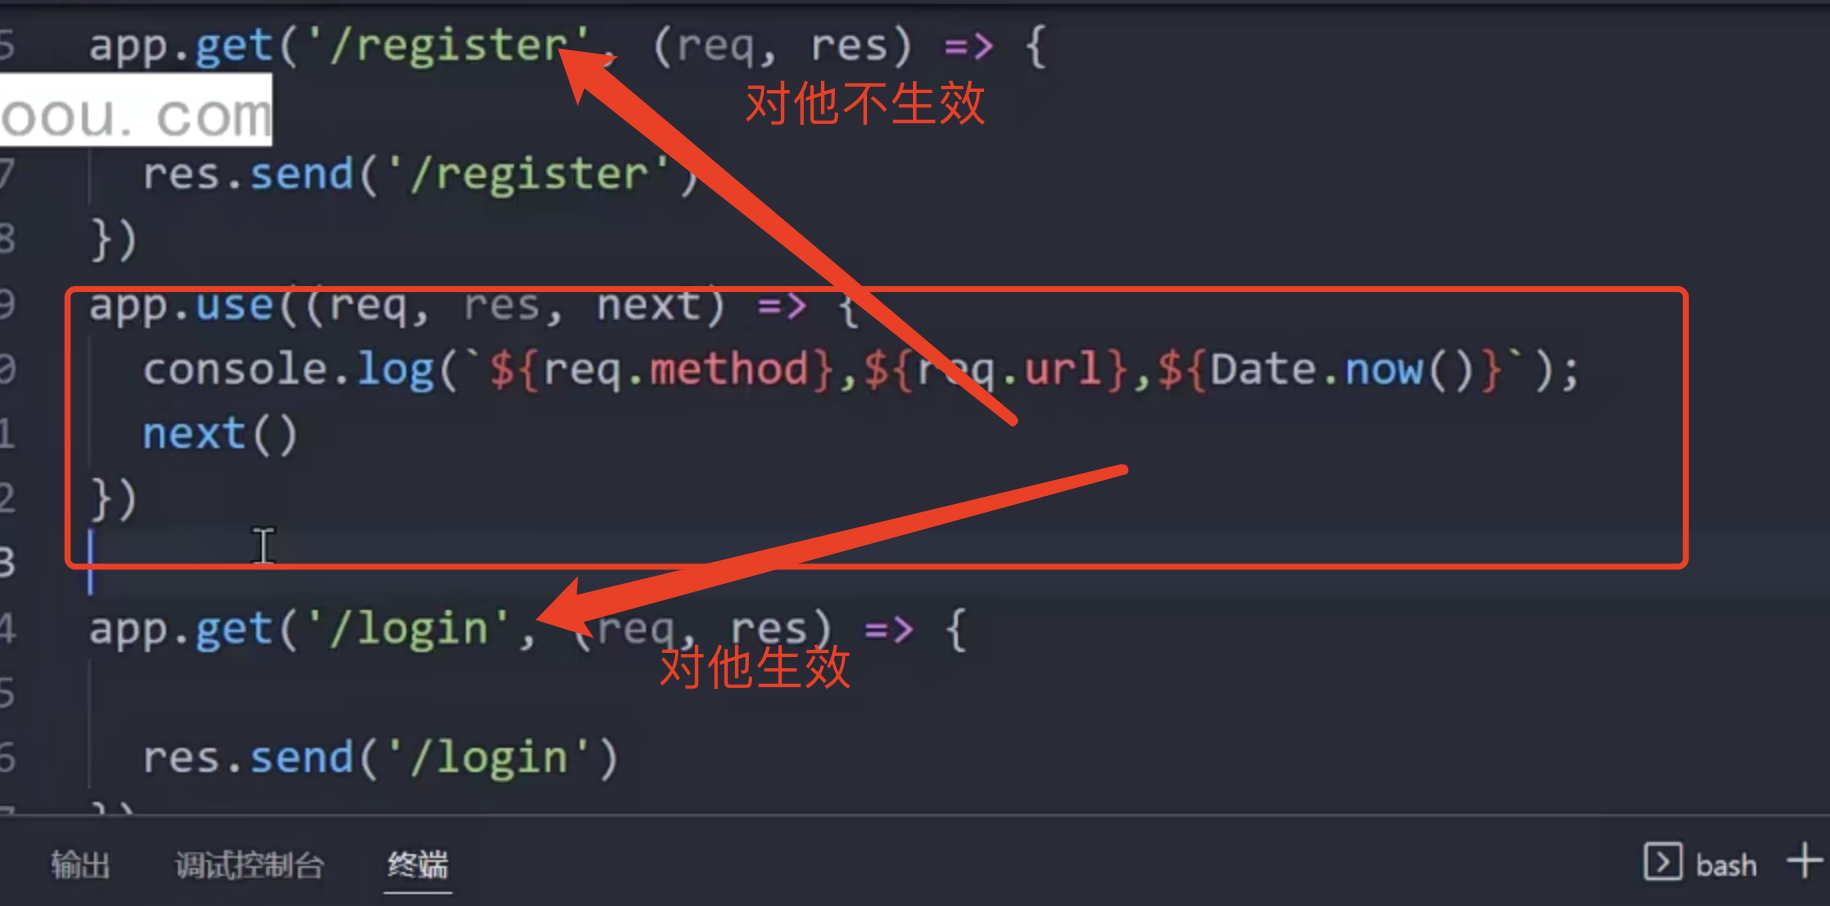 5 app.get('/register', (req, res) => {
对他不生效
oou.com
7 res.send('/register')
8 })
9 app.use((req, res, next) => {
0 console.log(`${req.method},${req.url},${Date.now()}`);
1 next()
2 })
3
4 app.get('/login', (req, res) => {
对他生效
5
6 res.send('/login')
})
输出 调试控制台 终端 bash